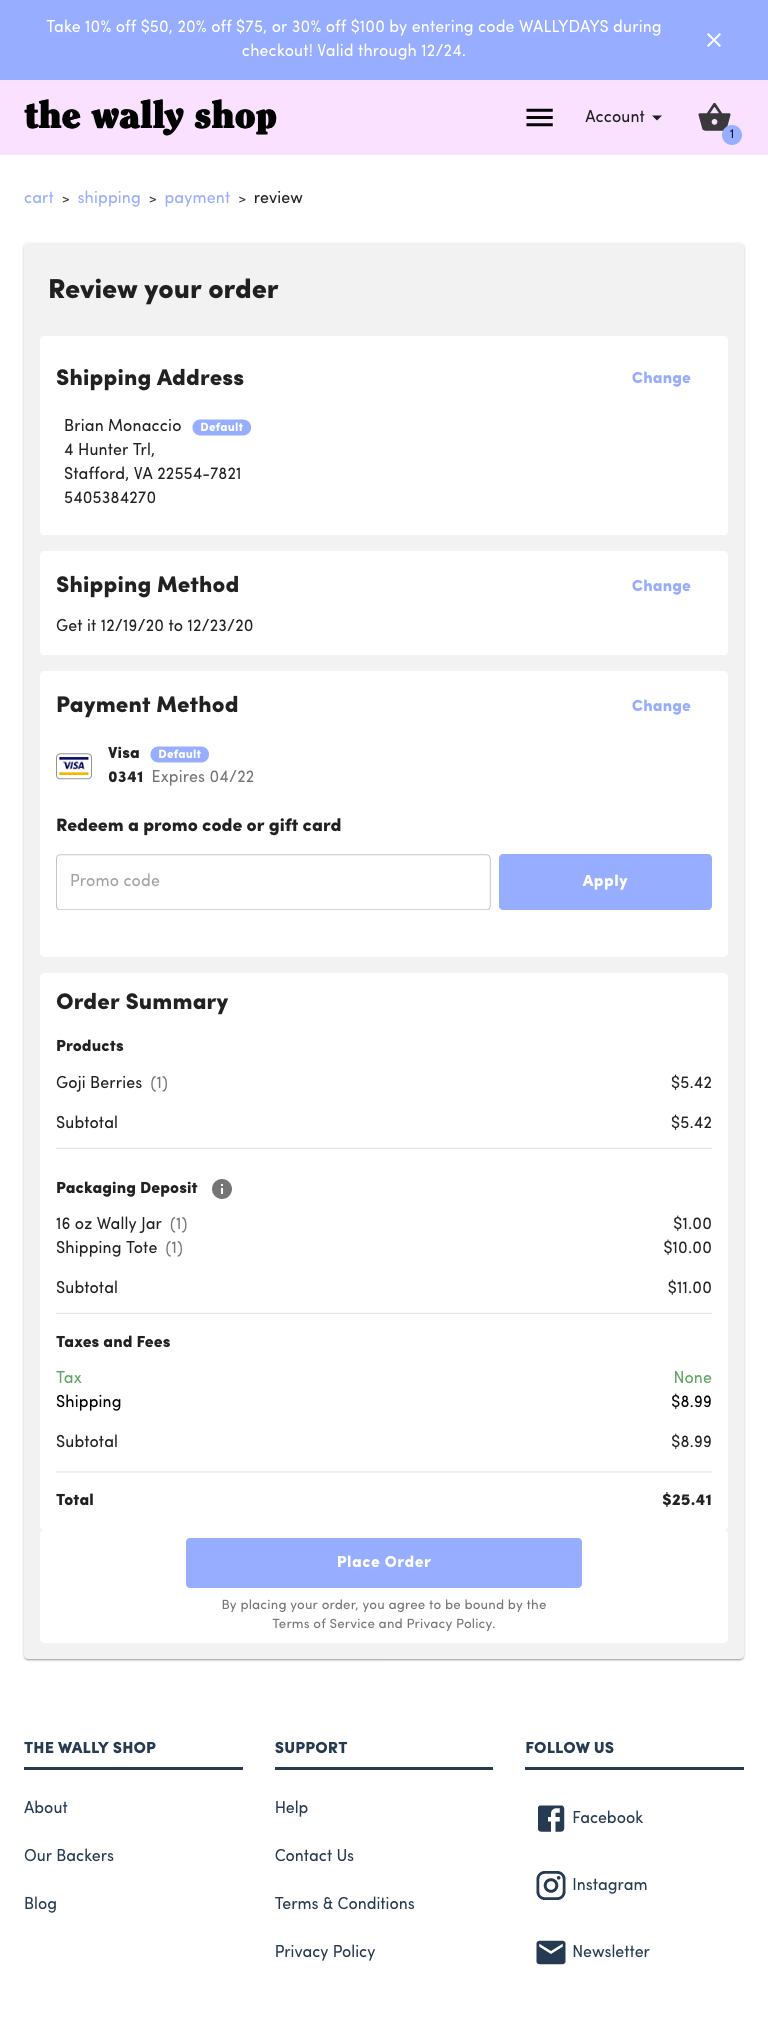 Take 10% off $50, 20% off $75, or 30% off $100 by entering code WALLYDAYS during
checkout! Valid through 12/24.
the wally shop
Account
1
cart > shipping > payment > review
Review your order
Shipping Address
Change
Brian Monaccio Default
4 Hunter Trl,
Stafford, VA 22554-7821
5405384270
Shipping Method
Change
Get it 12/19/20 to 12/23/20
Payment Method
Change
VISA
Visa Default
0341 Expires 04/22
Redeem a promo code or gift card
Promo code
Apply
Order Summary
Products
Goji Berries (1) $5.42
Subtotal $5.42
Packaging Deposit i
16 oz Wally Jar (1) $1.00
Shipping Tote (1) $10.00
Subtotal $11.00
Taxes and Fees
Tax None
Shipping $8.99
Subtotal $8.99
Total $25.41
Place Order
By placing your order, you agree to be bound by the
Terms of Service and Privacy Policy.
THE WALLY SHOP
About
Our Backers
Blog
SUPPORT
Help
Contact Us
Terms & Conditions
Privacy Policy
FOLLOW US
Facebook
Instagram
Newsletter